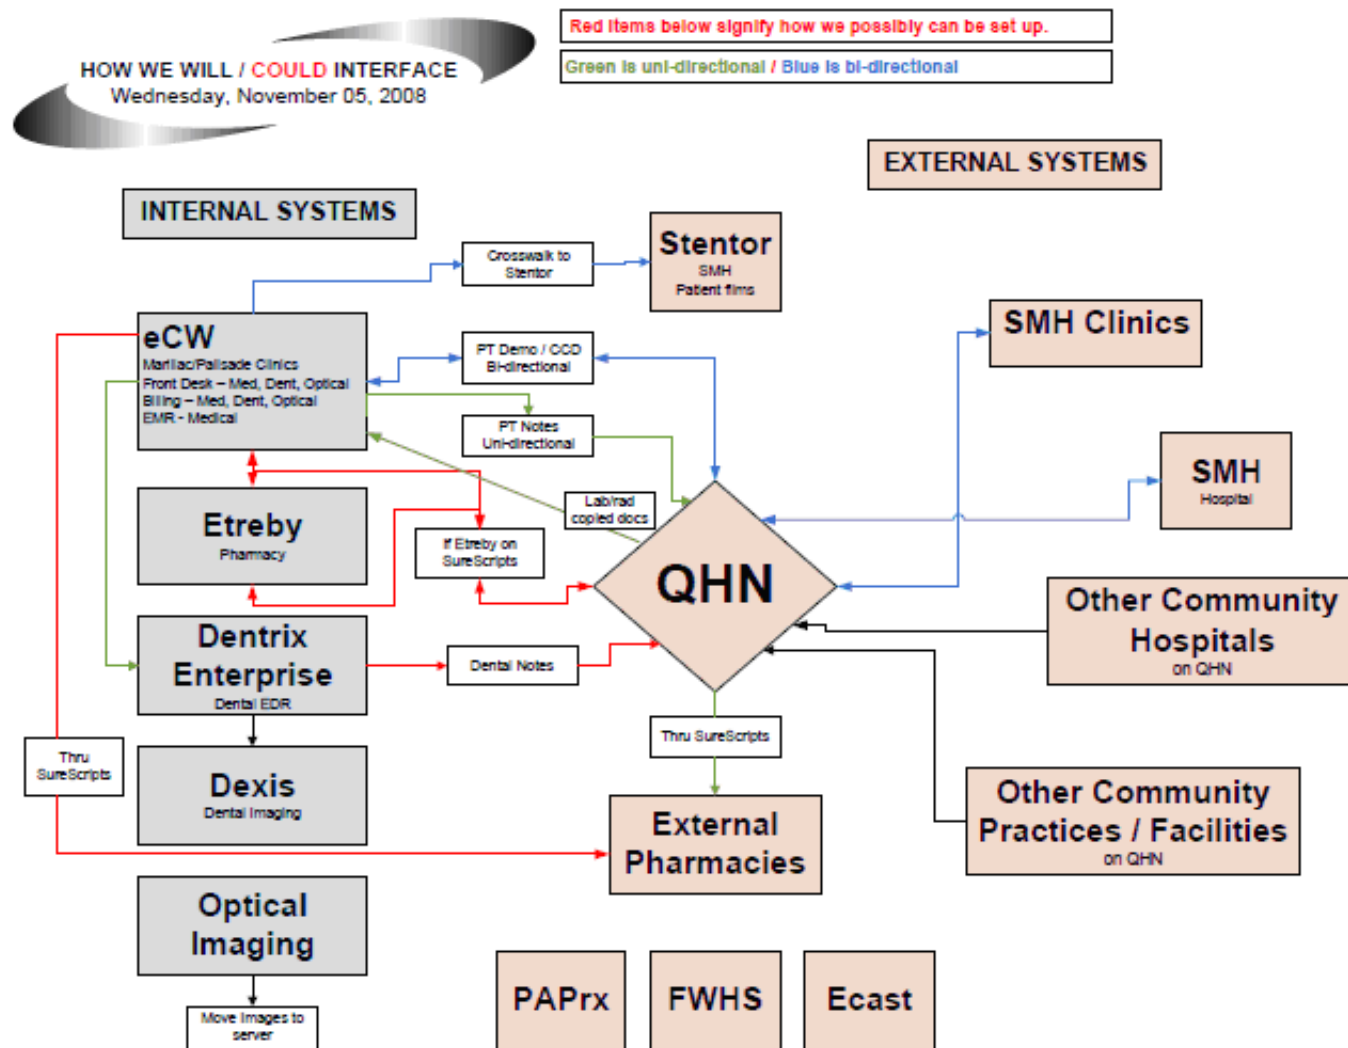 Red items below signify how we possibly can be set up.
Green is uni-directional / Blue is bi-directional
HOW WE WILL / COULD INTERFACE
Wednesday, November 05, 2008
EXTERNAL SYSTEMS
INTERNAL SYSTEMS
Stentor
SMH
Patient films
Crosswalk to
Stentor
eCW
Marillac/Palisade Clinics
Front Desk – Med, Dent, Optical
Billing – Med, Dent, Optical
EMR - Medical
PT Demo / CCD
Bi-directional
SMH Clinics
PT Notes
Uni-directional
SMH
Hospital
Lab/rad
copied docs
Etreby
Pharmacy
If Etreby on
SureScripts
QHN
Other Community
Hospitals
on QHN
Dentrix
Enterprise
Dental EDR
Dental Notes
Thru SureScripts
Thru
SureScripts
Dexis
Dental Imaging
External
Pharmacies
Other Community
Practices / Facilities
on QHN
Optical
Imaging
Move Images to
server
PAPrx
FWHS
Ecast